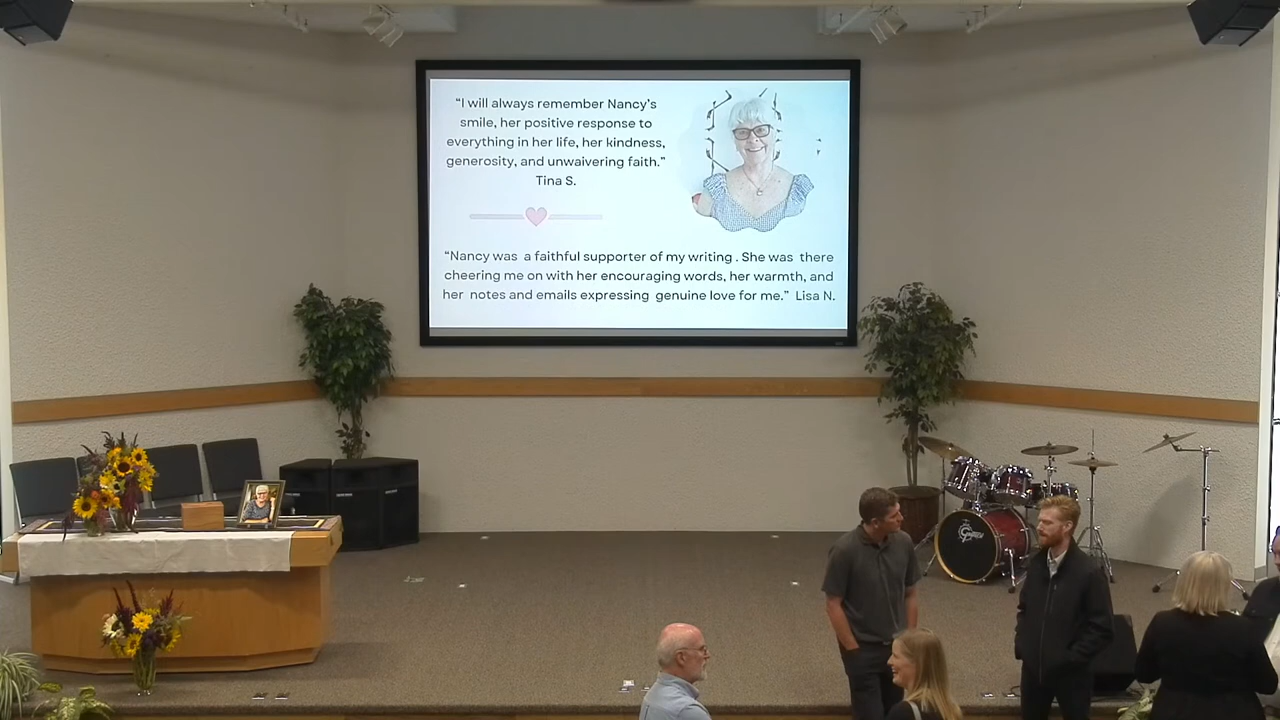 “I will always remember Nancy’s
smile, her positive response to
everything in her life, her kindness,
generosity, and unwaivering faith.”
Tina S.
“Nancy was a faithful supporter of my writing . She was there
cheering me on with her encouraging words, her warmth, and
her notes and emails expressing genuine love for me.” Lisa N.